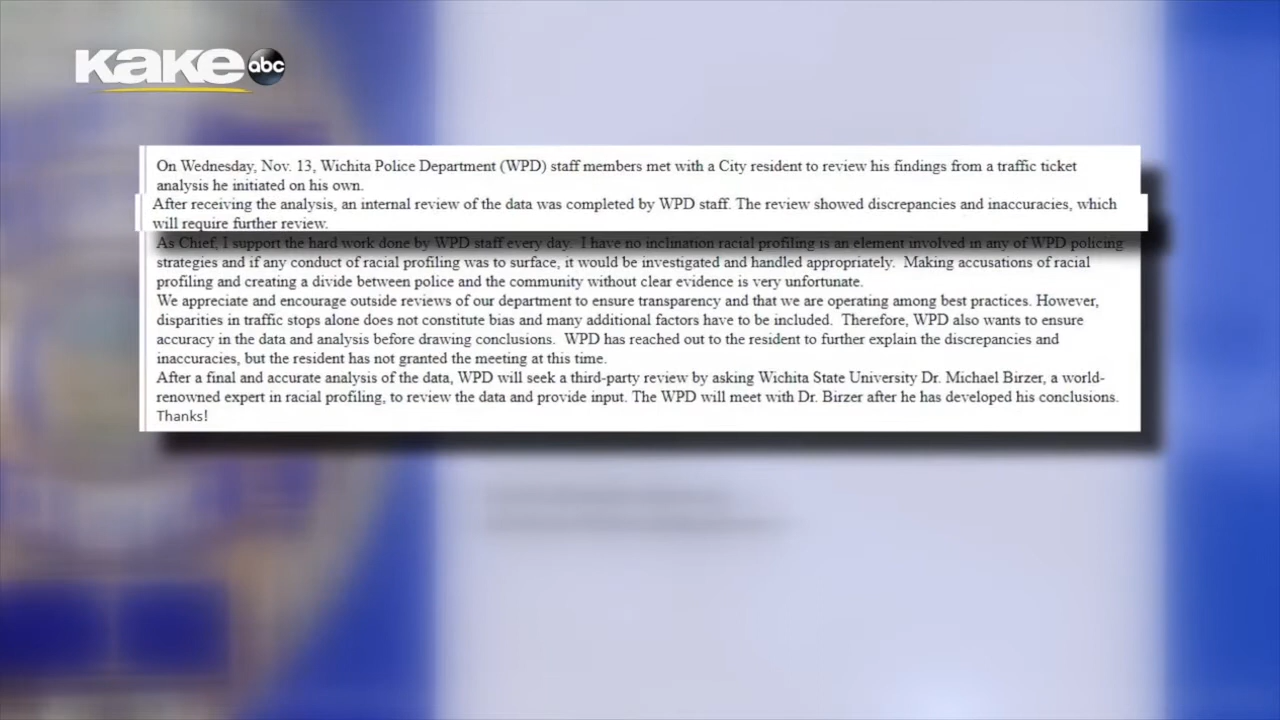 kake abc
On Wednesday, Nov. 13, Wichita Police Department (WPD) staff members met with a City resident to review his findings from a traffic ticket
analysis he initiated on his own.
After receiving the analysis, an internal review of the data was completed by WPD staff. The review showed discrepancies and inaccuracies, which
will require further review.
As Chief, I support the hard work done by WPD staff every day.  I have no inclination racial profiling is an element involved in any of WPD policing
strategies and if any conduct of racial profiling was to surface, it would be investigated and handled appropriately.  Making accusations of racial
profiling and creating a divide between police and the community without clear evidence is very unfortunate.
We appreciate and encourage outside reviews of our department to ensure transparency and that we are operating among best practices. However,
disparities in traffic stops alone does not constitute bias and many additional factors have to be included.  Therefore, WPD also wants to ensure
accuracy in the data and analysis before drawing conclusions.  WPD has reached out to the resident to further explain the discrepancies and
inaccuracies, but the resident has not granted the meeting at this time.
After a final and accurate analysis of the data, WPD will seek a third-party review by asking Wichita State University Dr. Michael Birzer, a world-
renowned expert in racial profiling, to review the data and provide input. The WPD will meet with Dr. Birzer after he has developed his conclusions.
Thanks!